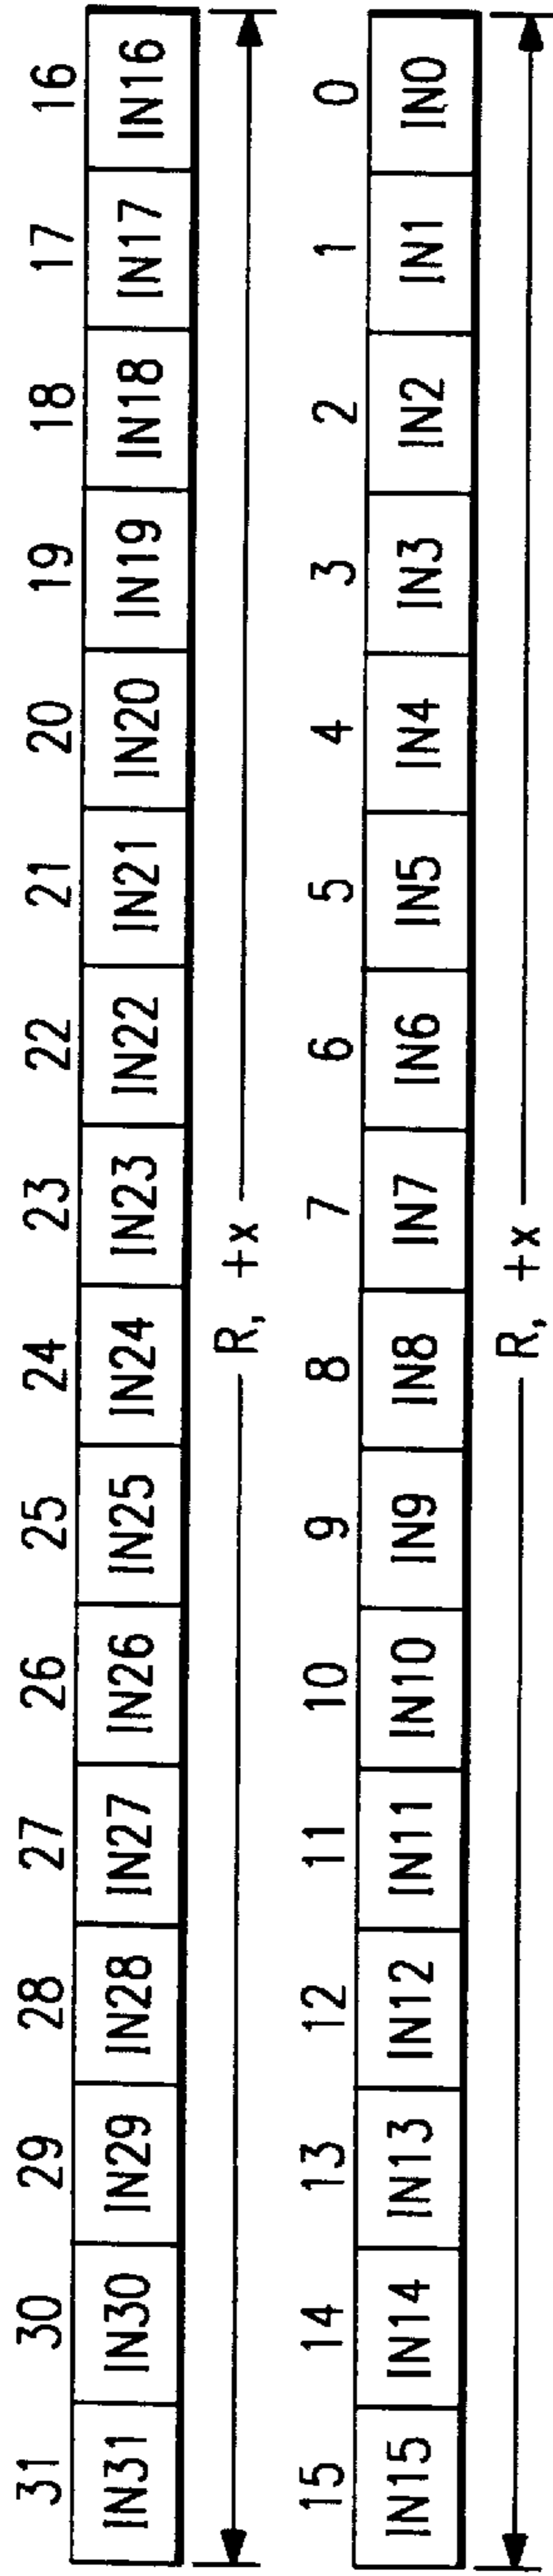 31 30 29 28 27 26 25 24 23 22 21 20 19 18 17 16
IN31 IN30 IN29 IN28 IN27 IN26 IN25 IN24 IN23 IN22 IN21 IN20 IN19 IN18 IN17 IN16
R, +x
15 14 13 12 11 10 9 8 7 6 5 4 3 2 1 0
IN15 IN14 IN13 IN12 IN11 IN10 IN9 IN8 IN7 IN6 IN5 IN4 IN3 IN2 IN1 IN0
R, +x